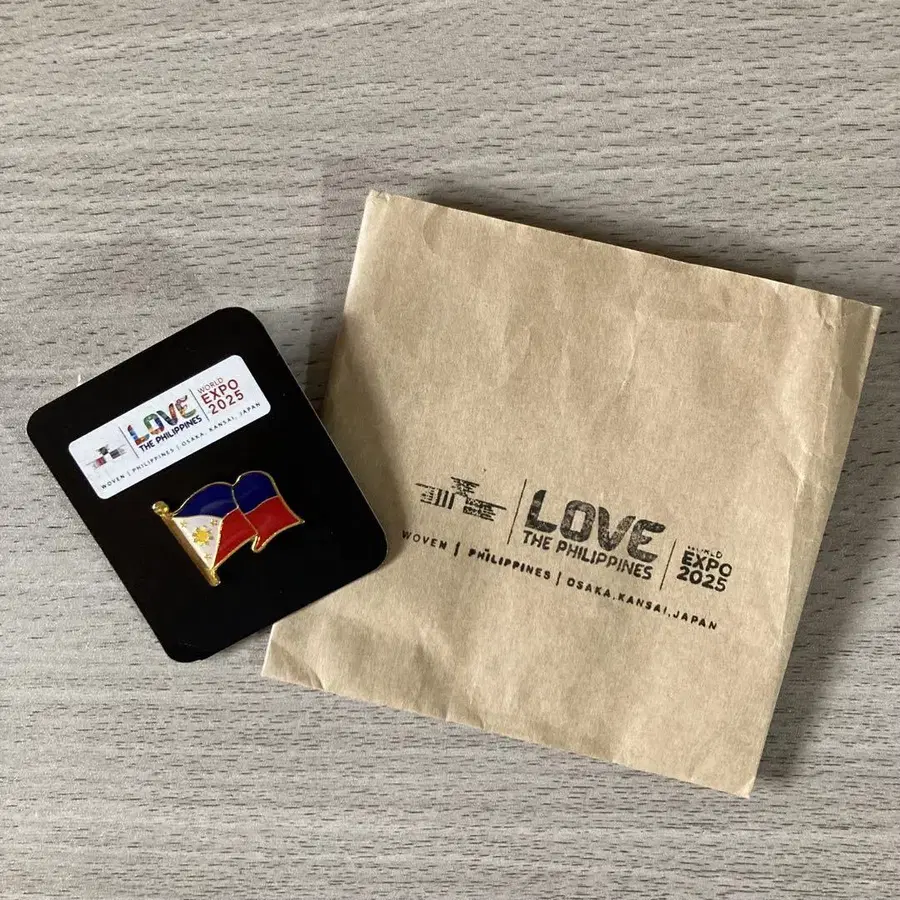 LOVE
THE PHILIPPINES
WORLD
EXPO
2025
WOVEN | PHILIPPINES | OSAKA, KANSAI, JAPAN
LOVE
THE PHILIPPINES
WORLD
EXPO
2025
WOVEN | PHILIPPINES | OSAKA.KANSAI,JAPAN